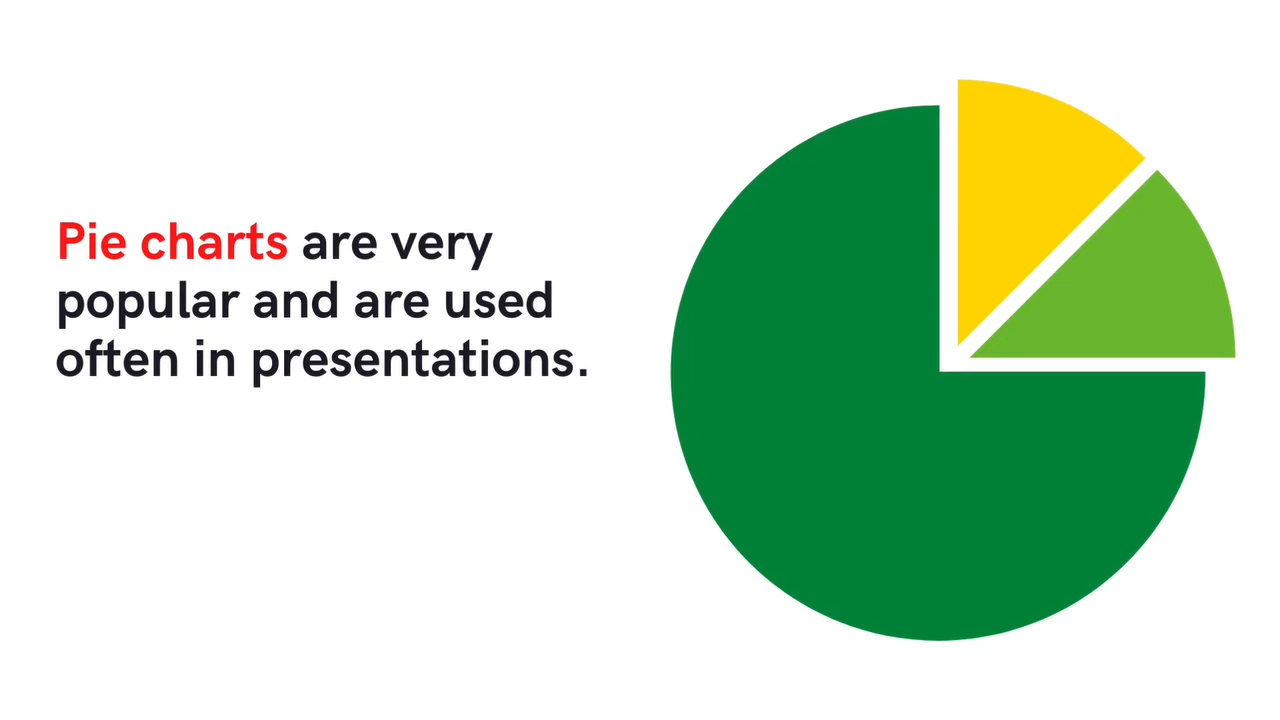 Pie charts are very
popular and are used
often in presentations.